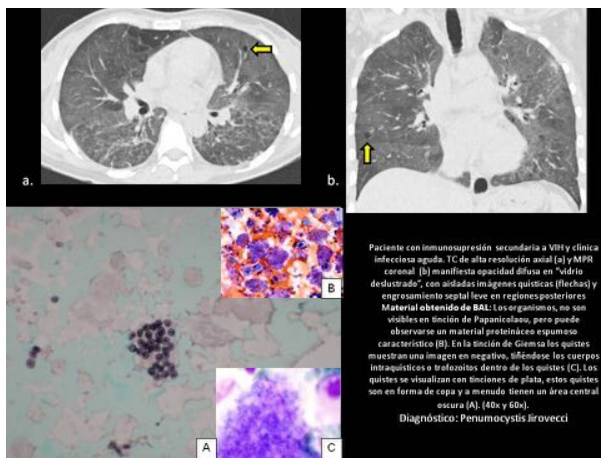 a.
b.
B
A
C
Paciente con inmunosupresión secundaria a VIH y clínica
infecciosa aguda. TC de alta resolución axial (a) y MPR
coronal (b) manifiesta opacidad difusa en "vidrio
deslustrado", con aisladas imágenes quísticas (flechas) y
engrosamiento septal leve en regiones posteriores
Material obtenido de BAL: Los organismos, no son
visibles en tinción de Papanicolaou, pero puede
observarse un material proteináceo espumoso
característico (B). En la tinción de Giemsa los quistes
muestran una imagen en negativo, tiñéndose los cuerpos
intraquísticos o trofozoitos dentro de los quistes (C). Los
quistes se visualizan con tinciones de plata, estos quistes
son en forma de copa y a menudo tienen un área central
oscura (A). (40x y 60x).
Diagnóstico: Penumocystis Jirovecci